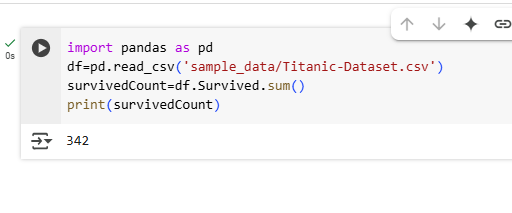 import pandas as pd
0s
df=pd.read_csv('sample_data/Titanic-Dataset.csv')
survivedCount=df.Survived.sum()
print(survivedCount)
342